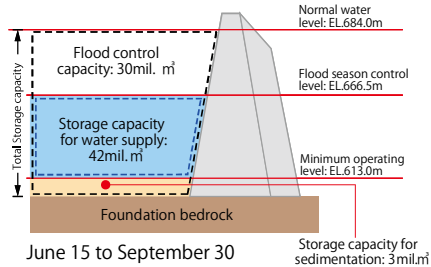 Normal water
level: EL.684.0m
Flood control
capacity: 30mil. ㎥
Total Storage capacity
Flood season control
level: EL.666.5m
Storage capacity
for water supply:
42mil. ㎥
Minimum operating
level: EL.613.0m
Foundation bedrock
June 15 to September 30
Storage capacity for
sedimentation: 3mil.㎥